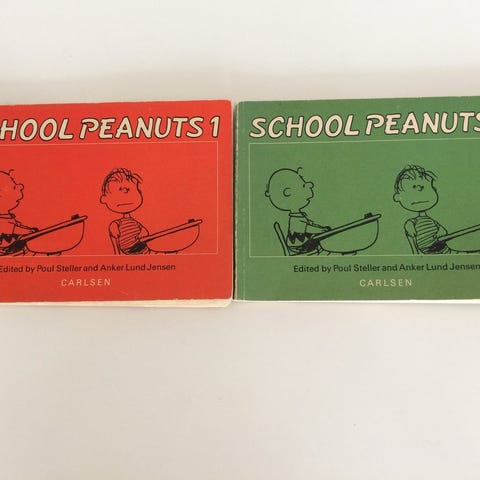 HOOL PEANUTS 1
Edited by Poul Steller and Anker Lund Jensen
CARLSEN
SCHOOL PEANUTS
Edited by Poul Steller and Anker Lund Jensen
CARLSEN